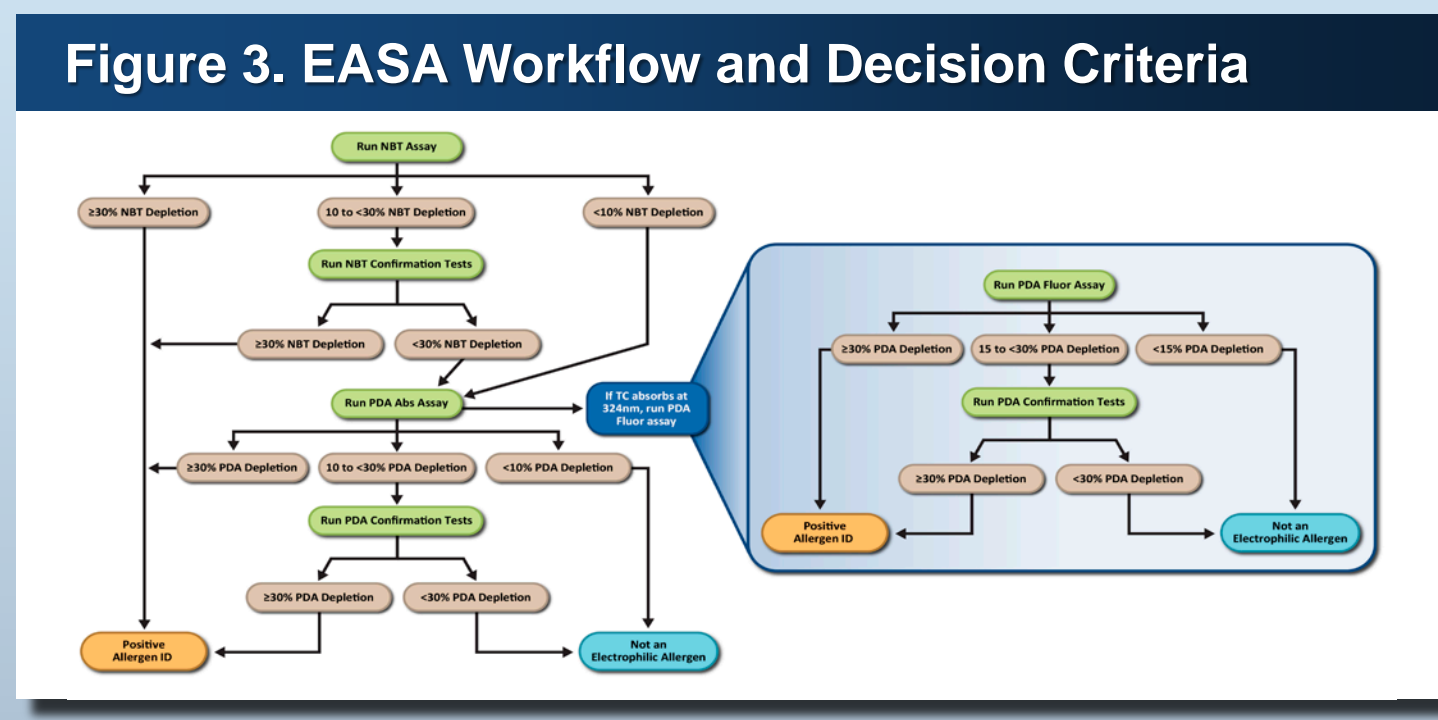 Figure 3. EASA Workflow and Decision Criteria
Run NBT Assay
≥30% NBT Depletion
10 to <30% NBT Depletion
<10% NBT Depletion
Run NBT Confirmation Tests
≥30% NBT Depletion
<30% NBT Depletion
Run PDA Abs Assay
If TC absorbs at
324nm, run PDA
Fluor assay
≥30% PDA Depletion
10 to <30% PDA Depletion
<10% PDA Depletion
Run PDA Confirmation Tests
≥30% PDA Depletion
<30% PDA Depletion
Positive
Allergen ID
Not an
Electrophilic Allergen
Run PDA Fluor Assay
≥30% PDA Depletion
15 to <30% PDA Depletion
<15% PDA Depletion
Run PDA Confirmation Tests
≥30% PDA Depletion
<30% PDA Depletion
Positive
Allergen ID
Not an
Electrophilic Allergen